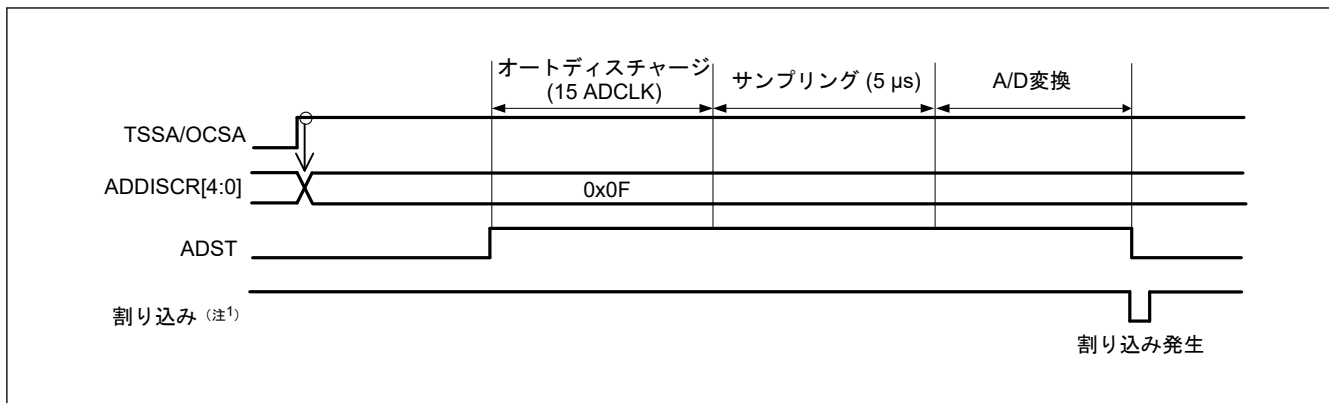 オートディスチャージ
(15 ADCLK)
サンプリング (5 µs)
A/D変換
TSSA/OCSA
ADDISCR[4:0]
0x0F
ADST
割り込み（注1）
割り込み発生